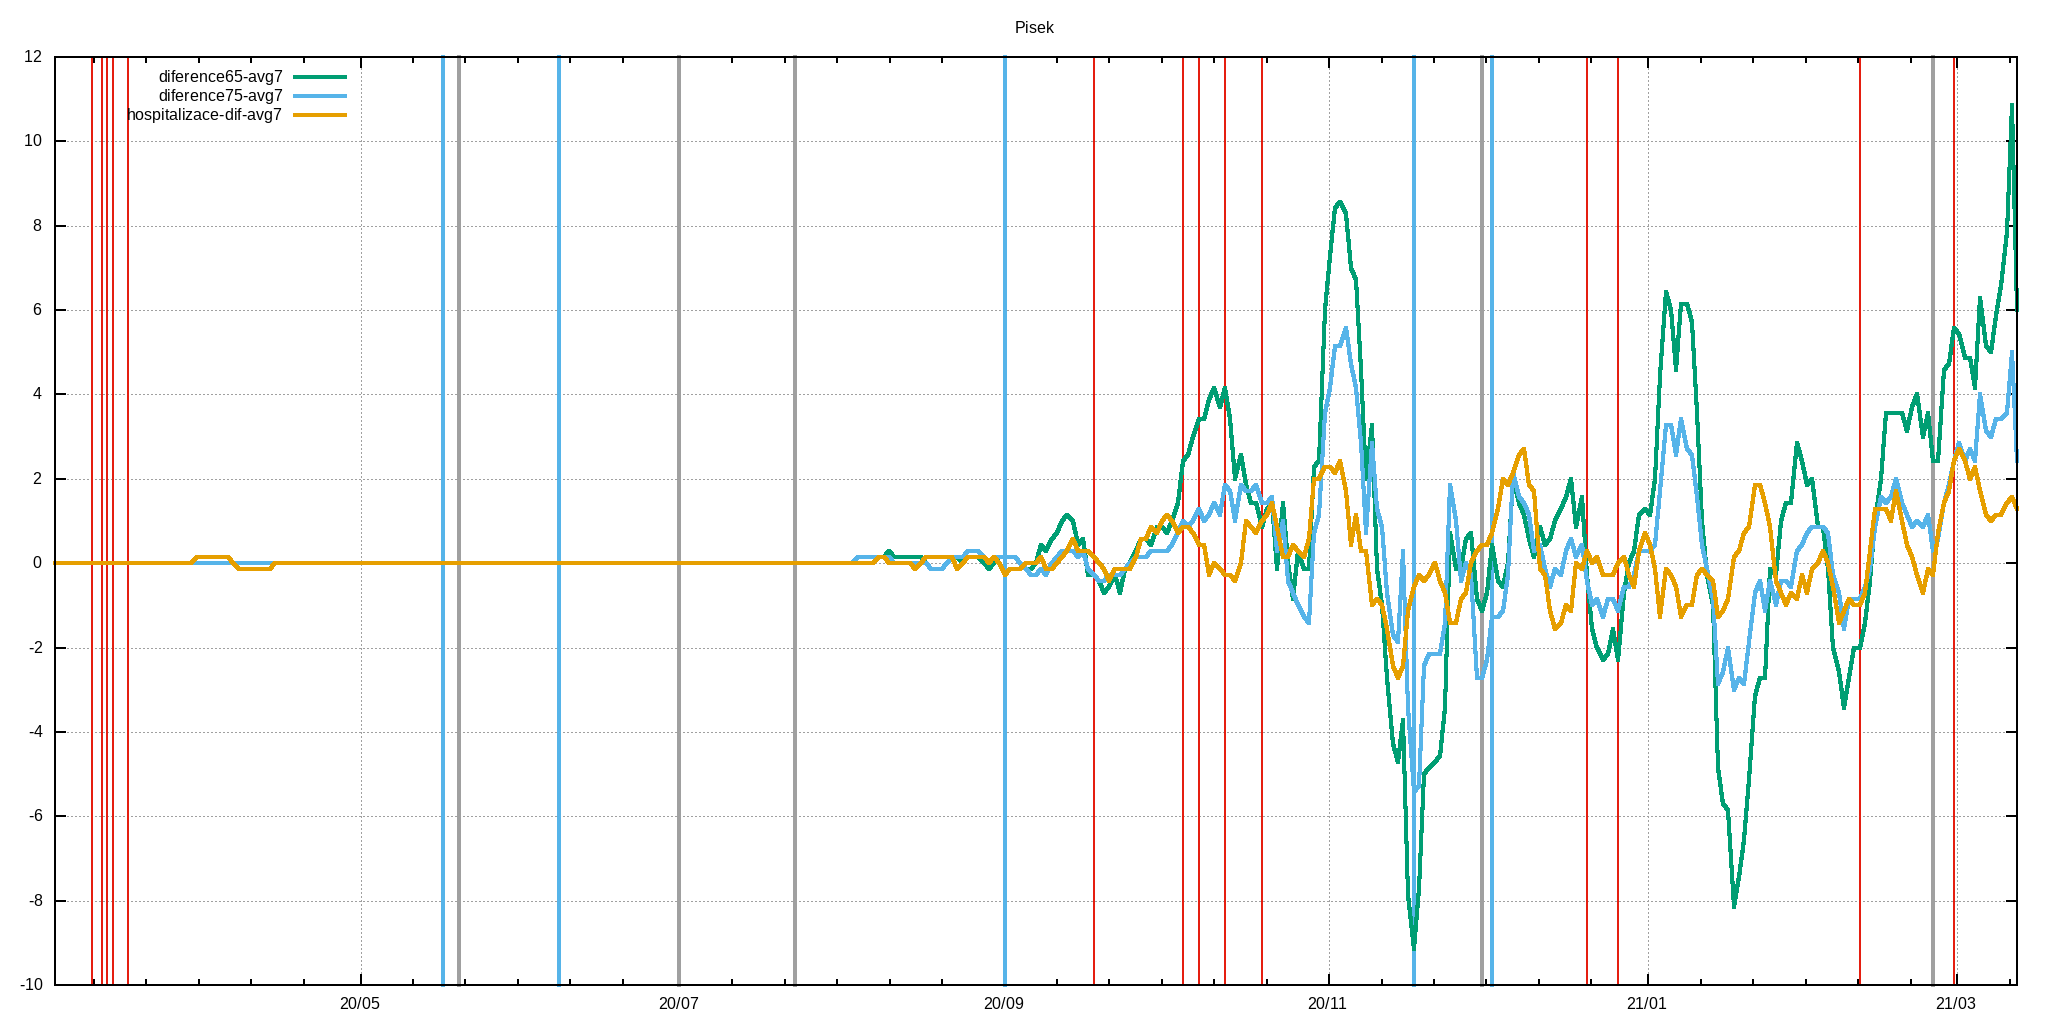 Pisek
12
diference65-avg7
diference75-avg7
hospitalizace-dif-avg7
10
8
6
4
2
0
-2
-4
-6
-8
-10
20/05 20/07 20/09 20/11 21/01 21/03